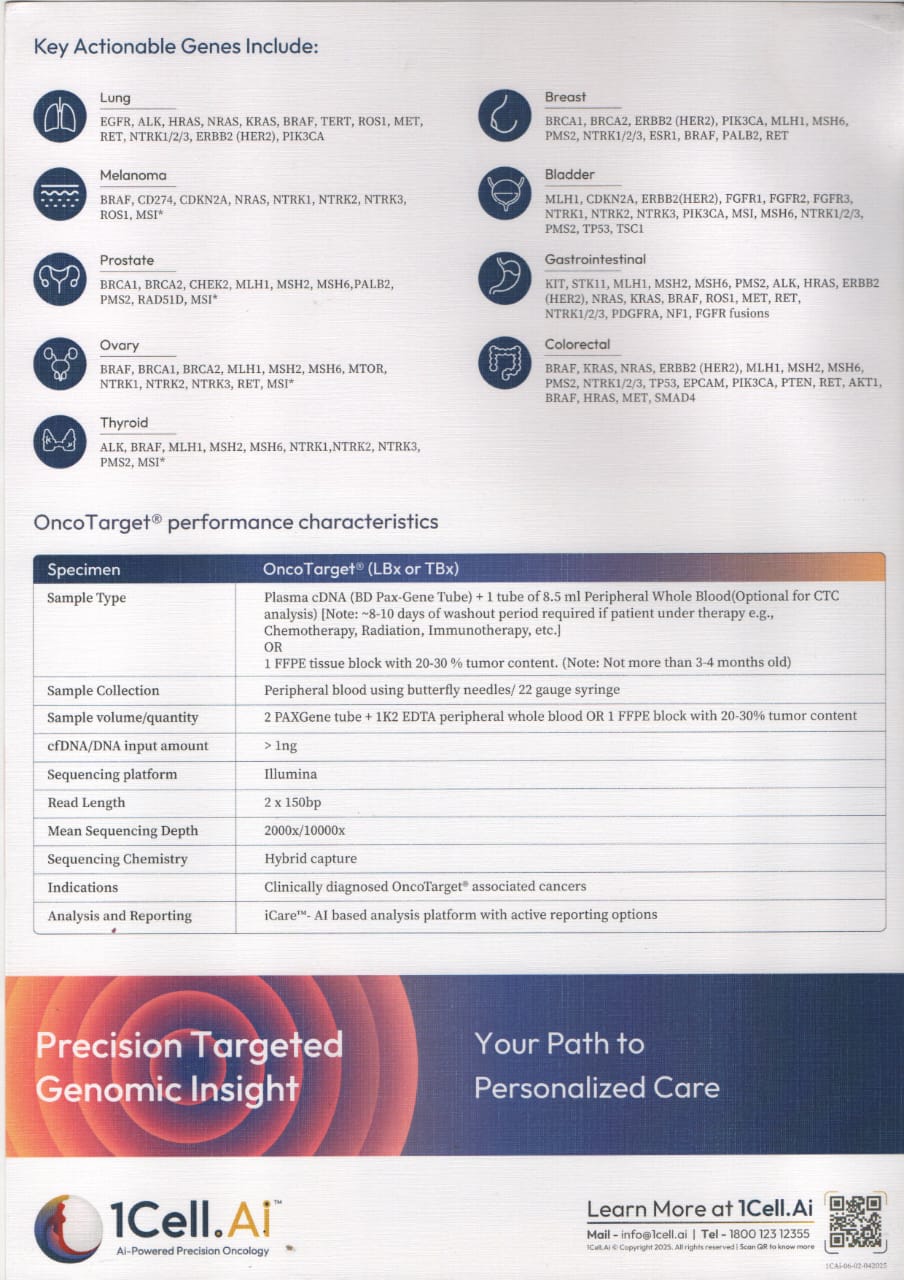 Key Actionable Genes Include:
Lung
EGFR, ALK, HRAS, NRAS, KRAS, BRAF, TERT, ROS1, MET,
RET, NTRK1/2/3, ERBB2 (HER2), PIK3CA
Melanoma
BRAF, CD274, CDKN2A, NRAS, NTRK1, NTRK2, NTRK3,
ROS1, MSI*
Prostate
BRCA1, BRCA2, CHEK2, MLH1, MSH2, MSH6,PALB2,
PMS2, RAD51D, MSI*
Ovary
BRAF, BRCA1, BRCA2, MLH1, MSH2, MSH6, MTOR,
NTRK1, NTRK2, NTRK3, RET, MSI*
Thyroid
ALK, BRAF, MLH1, MSH2, MSH6, NTRK1,NTRK2, NTRK3,
PMS2, MSI*
Breast
BRCA1, BRCA2, ERBB2 (HER2), PIK3CA, MLH1, MSH6,
PMS2, NTRK1/2/3, ESR1, BRAF, PALB2, RET
Bladder
MLH1, CDKN2A, ERBB2(HER2), FGFR1, FGFR2, FGFR3,
NTRK1, NTRK2, NTRK3, PIK3CA, MSI, MSH6, NTRK1/2/3,
PMS2, TP53, TSC1
Gastrointestinal
KIT, STK11, MLH1, MSH2, MSH6, PMS2, ALK, HRAS, ERBB2
(HER2), NRAS, KRAS, BRAF, ROS1, MET, RET,
NTRK1/2/3, PDGFRA, NF1, FGFR fusions
Colorectal
BRAF, KRAS, NRAS, ERBB2 (HER2), MLH1, MSH2, MSH6,
PMS2, NTRK1/2/3, TP53, EPCAM, PIK3CA, PTEN, RET, AKT1,
BRAF, HRAS, MET, SMAD4
OncoTarget® performance characteristics
Specimen OncoTarget® (LBx or TBx)
Sample Type Plasma cDNA (BD Pax-Gene Tube) + 1 tube of 8.5 ml Peripheral Whole Blood(Optional for CTC
analysis) [Note: ~8-10 days of washout period required if patient under therapy e.g.,
Chemotherapy, Radiation, Immunotherapy, etc.]
OR
1 FFPE tissue block with 20-30 % tumor content. (Note: Not more than 3-4 months old)
Sample Collection Peripheral blood using butterfly needles/ 22 gauge syringe
Sample volume/quantity 2 PAXGene tube + 1K2 EDTA peripheral whole blood OR 1 FFPE block with 20-30% tumor content
cfDNA/DNA input amount > 1ng
Sequencing platform Illumina
Read Length 2 x 150bp
Mean Sequencing Depth 2000x/10000x
Sequencing Chemistry Hybrid capture
Indications Clinically diagnosed OncoTarget® associated cancers
Analysis and Reporting iCare™- AI based analysis platform with active reporting options
Precision Targeted
Genomic Insight
Your Path to
Personalized Care
1Cell.Ai™
Ai-Powered Precision Oncology
Learn More at 1Cell.Ai
Mail - info@1cell.ai | Tel - 1800 123 12355
1Cell.Ai © Copyright 2025. All rights reserved | Scan QR to know more
1CAi-06-02-042025